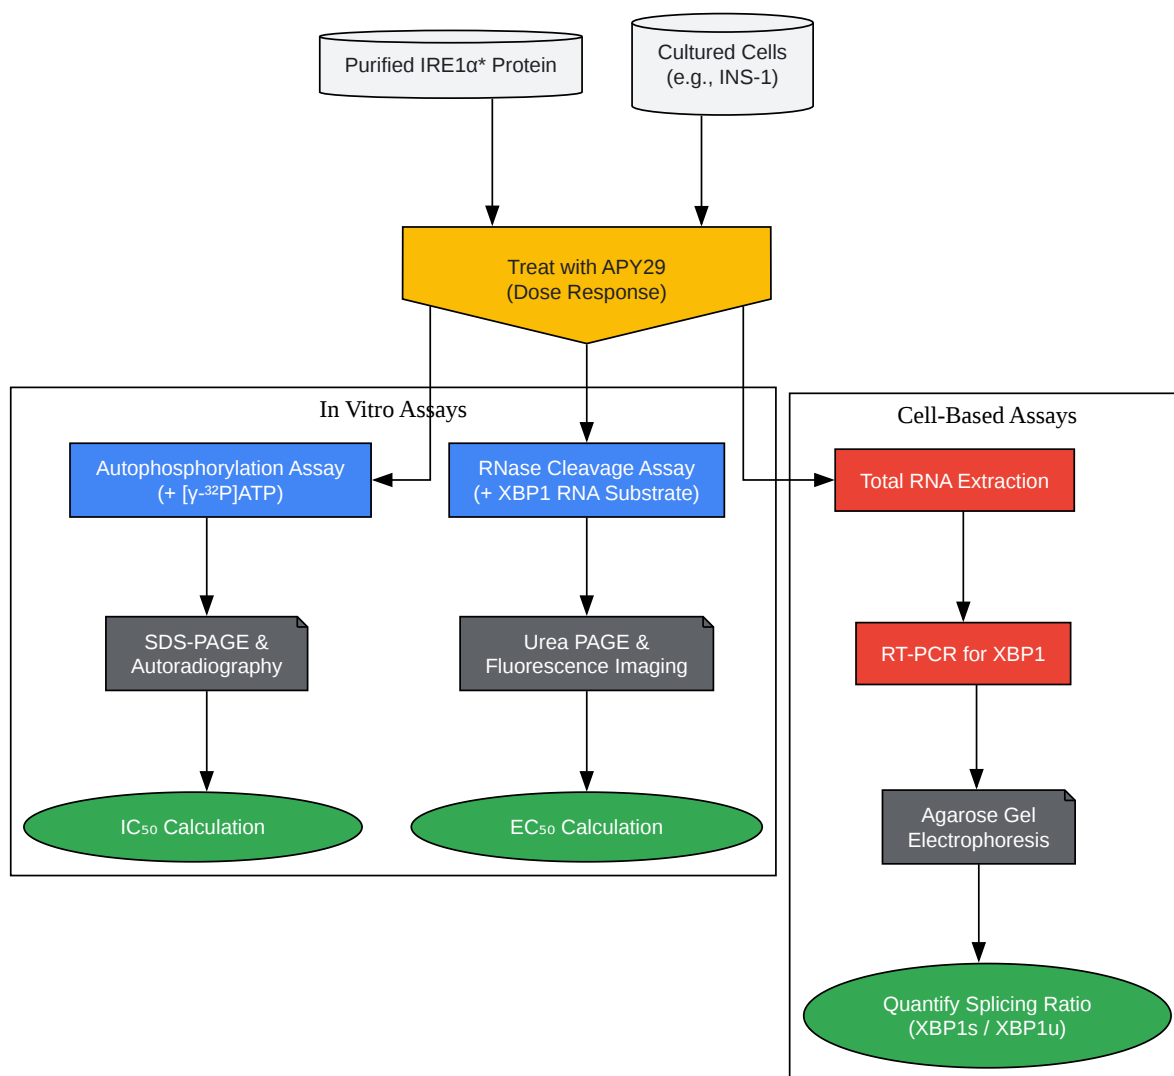 Purified IRE1α* Protein
Cultured Cells
(e.g., INS-1)
Treat with APY29
(Dose Response)
In Vitro Assays
Cell-Based Assays
Autophosphorylation Assay
(+ [γ-³²P]ATP)
RNase Cleavage Assay
(+ XBP1 RNA Substrate)
Total RNA Extraction
SDS-PAGE &
Autoradiography
Urea PAGE &
Fluorescence Imaging
RT-PCR for XBP1
IC₅₀ Calculation
EC₅₀ Calculation
Agarose Gel
Electrophoresis
Quantify Splicing Ratio
(XBP1s / XBP1u)